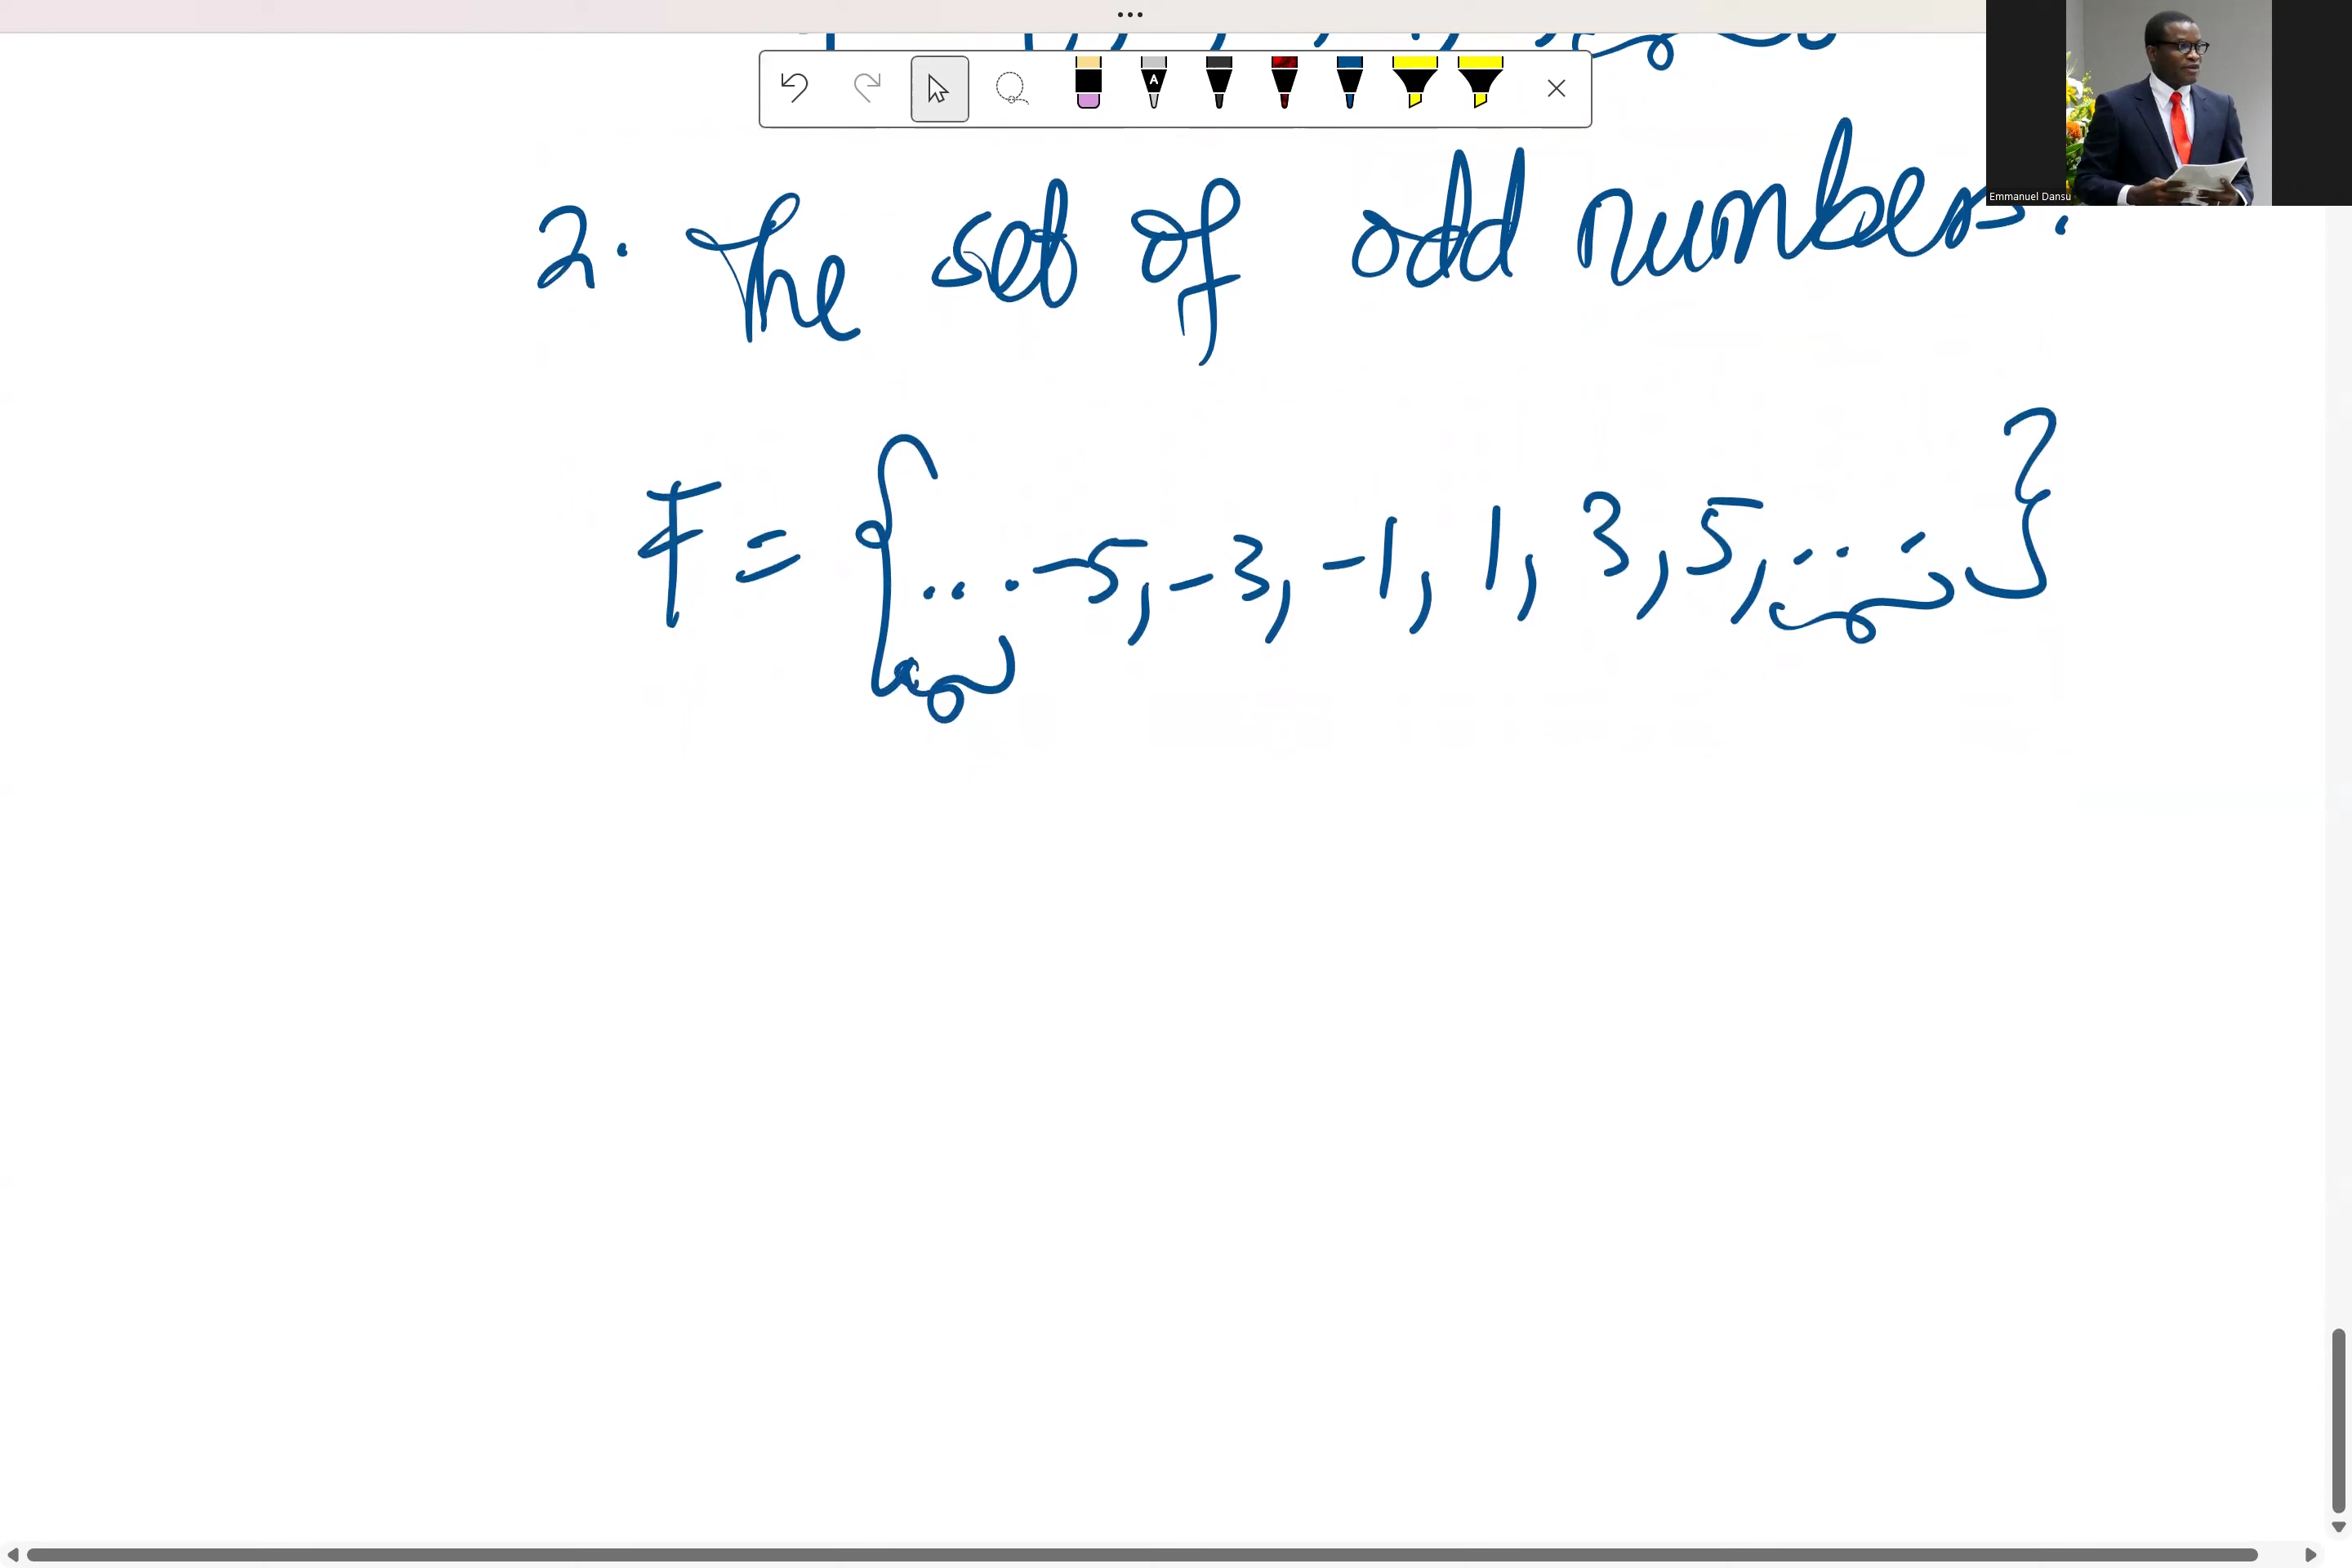 Emmanuel Dansu
2. The set of odd numbers.
F = {... -5, -3, -1, 1, 3, 5, ...}